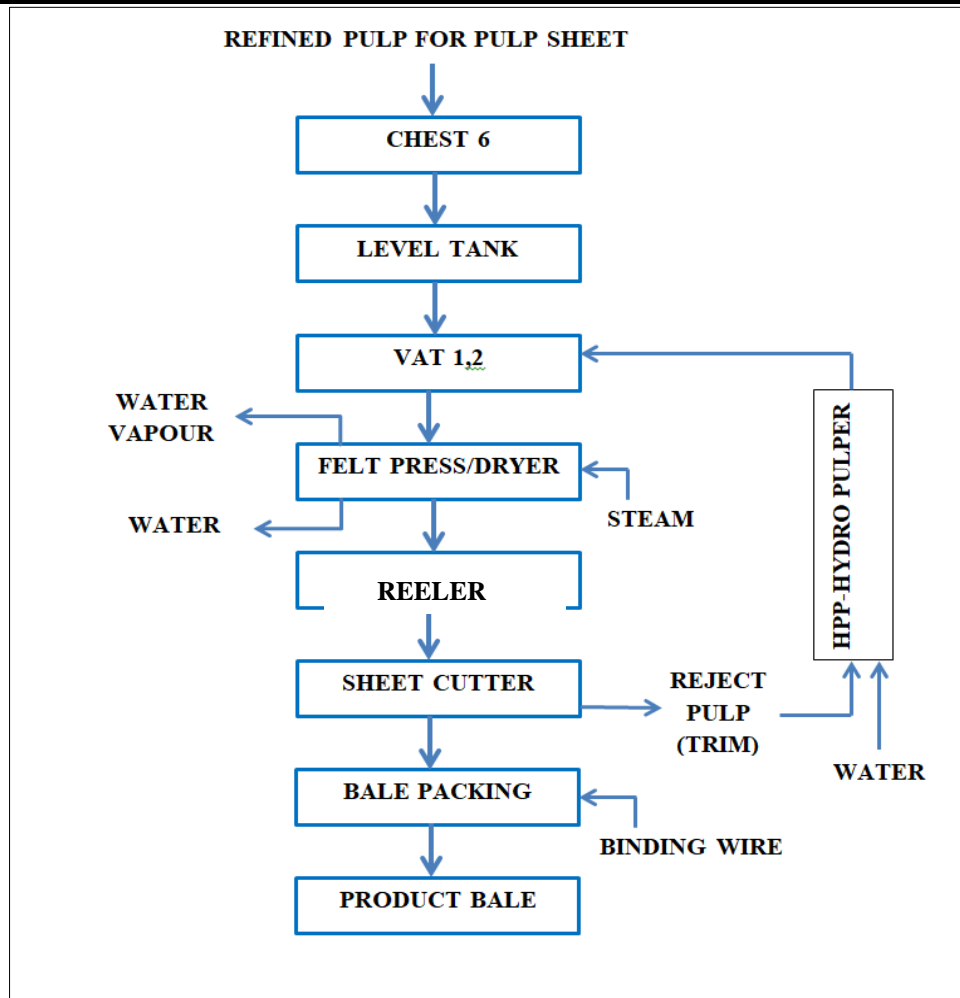 REFINED PULP FOR PULP SHEET
CHEST 6
LEVEL TANK
VAT 1,2
WATER
VAPOUR
FELT PRESS/DRYER
STEAM
WATER
HPP-HYDRO PULPER
REELER
SHEET CUTTER
REJECT
PULP
(TRIM)
WATER
BALE PACKING
BINDING WIRE
PRODUCT BALE